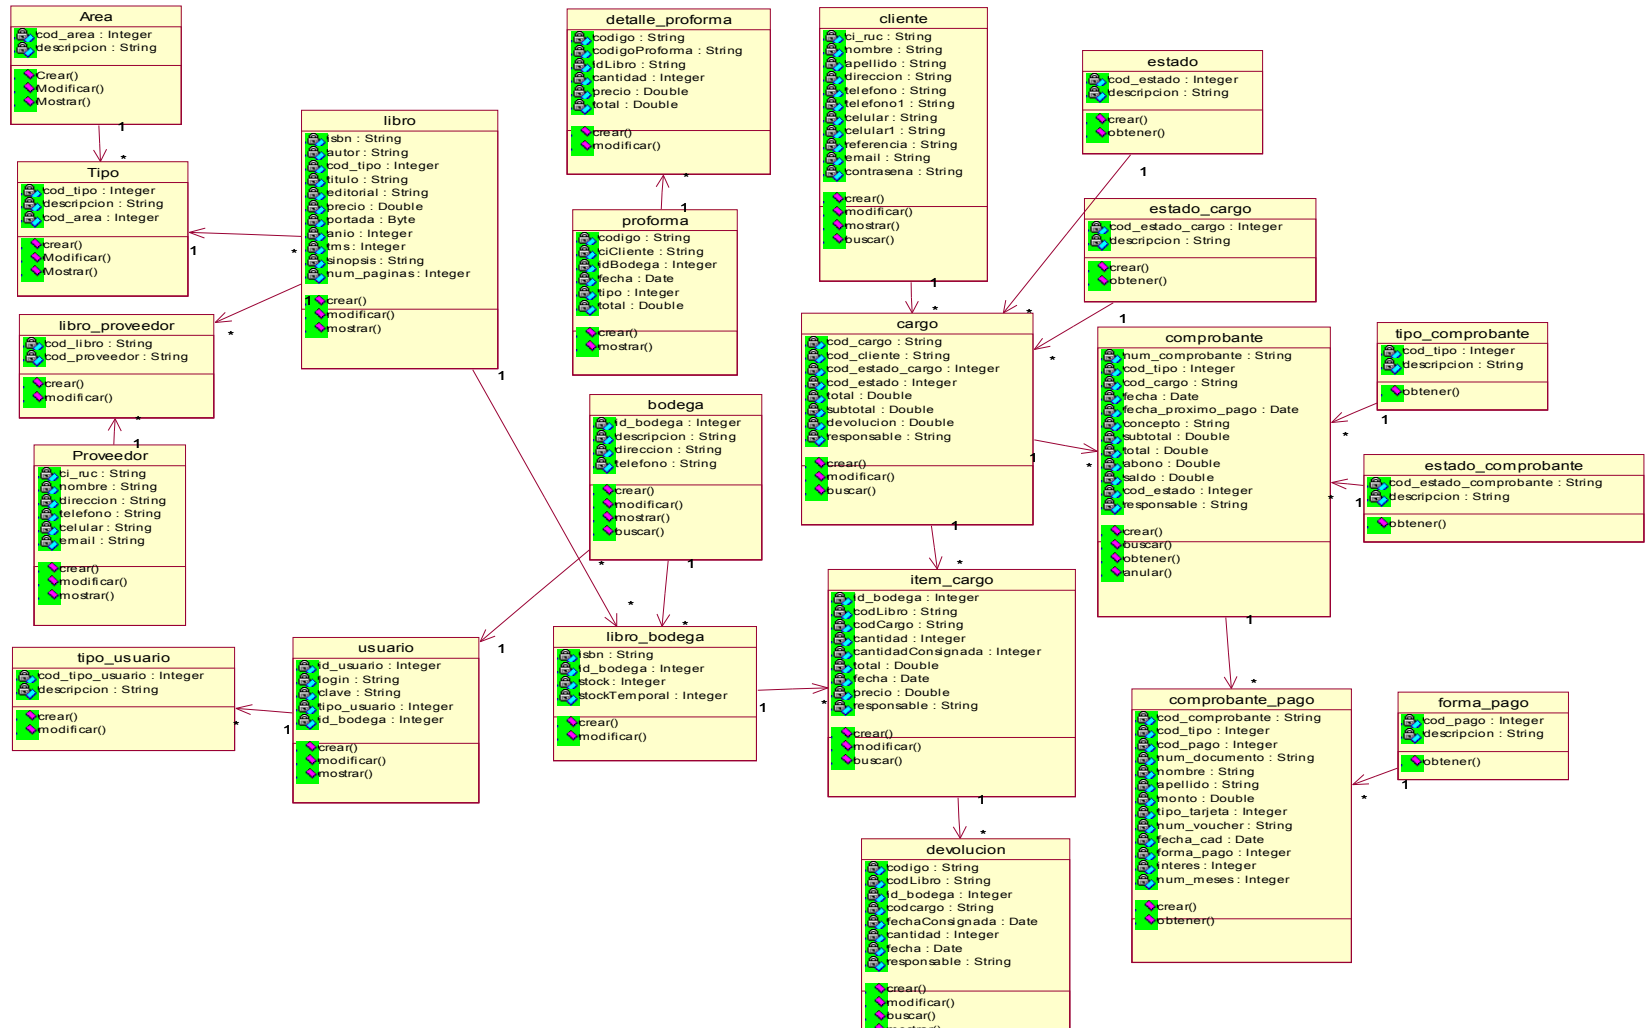 Area
cod_area : Integer
descripcion : String
Crear()
Modificar()
Mostrar()
1
*
Tipo
cod_tipo : Integer
descripcion : String
cod_area : Integer
crear()
Modificar()
Mostrar()
1
*
libro
isbn : String
autor : String
cod_tipo : Integer
titulo : String
editorial : String
precio : Double
portada : Byte
anio : Integer
tms : Integer
sinopsis : String
num_paginas : Integer
crear()
modificar()
mostrar()
1
*
1
libro_proveedor
cod_libro : String
cod_proveedor : String
crear()
modificar()
*
1
Proveedor
ci_ruc : String
nombre : String
direccion : String
telefono : String
celular : String
email : String
crear()
modificar()
mostrar()
detalle_proforma
codigo : String
codigoProforma : String
idLibro : String
cantidad : Integer
precio : Double
total : Double
crear()
modificar()
*
1
proforma
codigo : String
ciCliente : String
idBodega : Integer
fecha : Date
tipo : Integer
total : Double
crear()
mostrar()
bodega
id_bodega : Integer
descripcion : String
direccion : String
telefono : String
crear()
modificar()
mostrar()
buscar()
*
1
1
*
*
libro_bodega
isbn : String
id_bodega : Integer
stock : Integer
stockTemporal : Integer
crear()
modificar()
1
*
usuario
id_usuario : Integer
login : String
clave : String
tipo_usuario : Integer
id_bodega : Integer
crear()
modificar()
mostrar()
1
*
tipo_usuario
cod_tipo_usuario : Integer
descripcion : String
crear()
modificar()
cliente
ci_ruc : String
nombre : String
apellido : String
direccion : String
telefono : String
telefono1 : String
celular : String
celular1 : String
referencia : String
email : String
contrasena : String
crear()
modificar()
mostrar()
buscar()
1
*
estado
cod_estado : Integer
descripcion : String
crear()
obtener()
1
*
estado_cargo
cod_estado_cargo : Integer
descripcion : String
crear()
obtener()
1
*
cargo
cod_cargo : String
cod_cliente : String
cod_estado_cargo : Integer
cod_estado : Integer
total : Double
subtotal : Double
devolucion : Double
responsable : String
crear()
modificar()
buscar()
1
*
1
*
comprobante
num_comprobante : String
cod_tipo : Integer
cod_cargo : String
fecha : Date
fecha_proximo_pago : Date
concepto : String
subtotal : Double
total : Double
abono : Double
saldo : Double
cod_estado : Integer
responsable : String
crear()
buscar()
obtener()
anular()
1
*
tipo_comprobante
cod_tipo : Integer
descripcion : String
obtener()
1
*
estado_comprobante
cod_estado_comprobante : String
descripcion : String
obtener()
1
*
item_cargo
id_bodega : Integer
codLibro : String
codCargo : String
cantidad : Integer
cantidadConsignada : Integer
total : Double
fecha : Date
precio : Double
responsable : String
crear()
modificar()
buscar()
1
*
devolucion
codigo : String
codLibro : String
id_bodega : Integer
codcargo : String
fechaConsignada : Date
cantidad : Integer
fecha : Date
responsable : String
crear()
modificar()
buscar()
comprobante_pago
cod_comprobante : String
cod_tipo : Integer
cod_pago : Integer
num_documento : String
nombre : String
apellido : String
monto : Double
tipo_tarjeta : Integer
num_voucher : String
fecha_cad : Date
forma_pago : Integer
interes : Integer
num_meses : Integer
crear()
obtener()
forma_pago
cod_pago : Integer
descripcion : String
obtener()
1
*